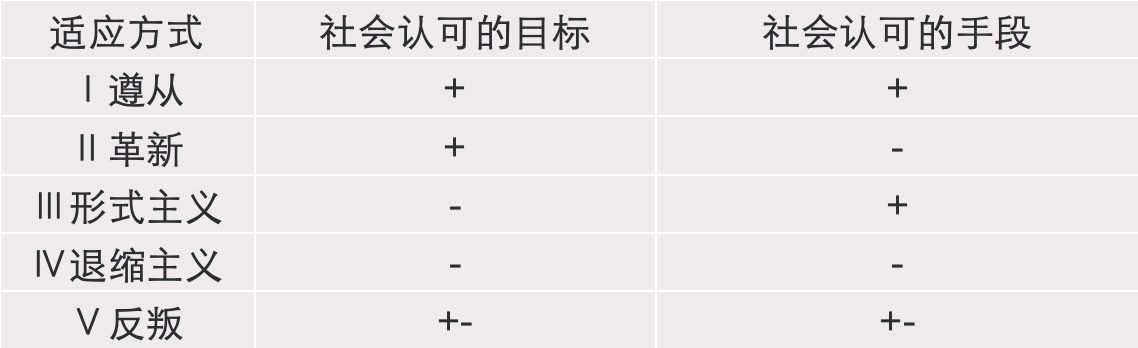 适应方式 社会认可的目标 社会认可的手段
Ⅰ遵从 + +
Ⅱ革新 + -
Ⅲ形式主义 - +
Ⅳ退缩主义 - -
Ⅴ反叛 +- +-